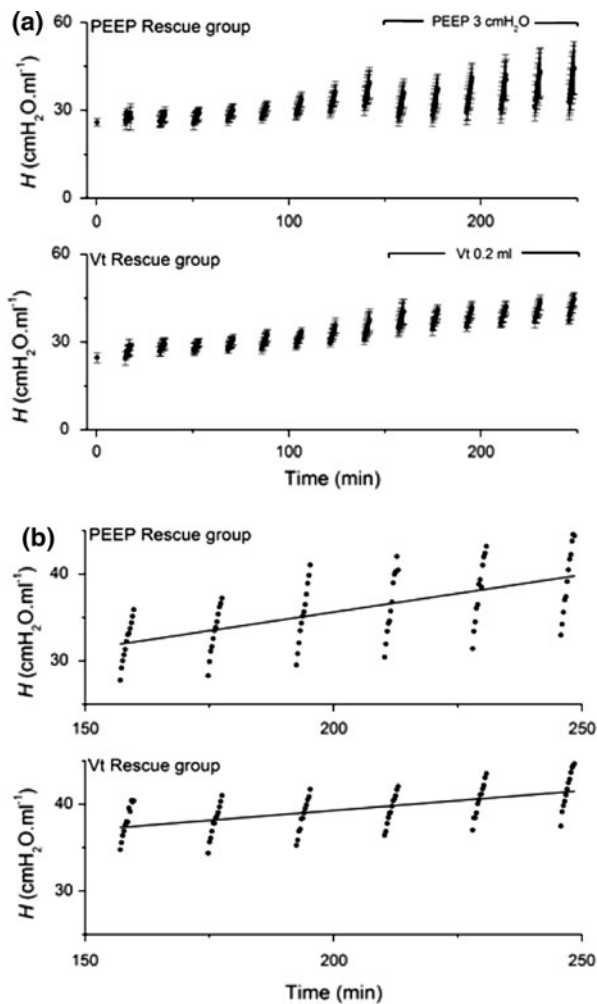 (a)
PEEP Rescue group
PEEP 3 cmH₂O
60
30
0
H (cmH₂O.ml⁻¹)
0 100 200
Vt Rescue group
Vt 0.2 ml
60
30
0
H (cmH₂O.ml⁻¹)
0 100 200
Time (min)
(b)
PEEP Rescue group
40
30
H (cmH₂O.ml⁻¹)
150 200 250
Vt Rescue group
40
30
H (cmH₂O.ml⁻¹)
150 200 250
Time (min)